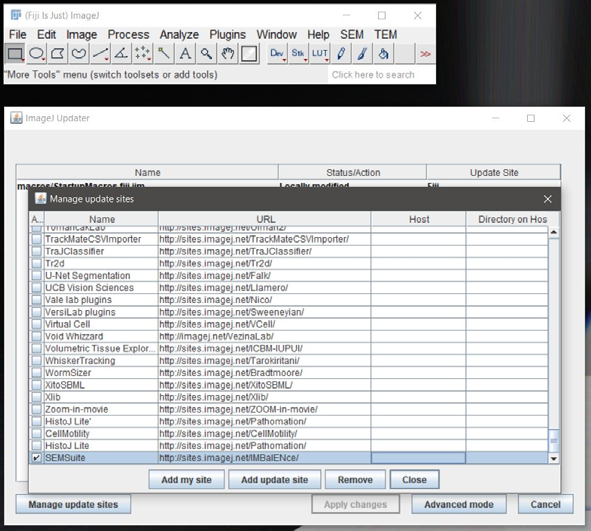 (Fiji Is Just) ImageJ
File Edit Image Process Analyze Plugins Window Help SEM TEM
Dev Stk LUT >>
"More Tools" menu (switch toolsets or add tools) Click here to search
ImageJ Updater
Name Status/Action Update Site
macros/StartupMacros.fiji.ijm Locally modified Fiji
Manage update sites
A... Name URL Host Directory on Hos
TomancakLab http://sites.imagej.net/Ulmanz/
TrackMateCSVImporter http://sites.imagej.net/TrackMateCSVImporter/
TraJClassifier http://sites.imagej.net/TraJClassifier/
Tr2d http://sites.imagej.net/Tr2d/
U-Net Segmentation http://sites.imagej.net/Falk/
UCB Vision Sciences http://sites.imagej.net/Llamero/
Vale lab plugins http://sites.imagej.net/Nico/
VersiLab plugins http://sites.imagej.net/Sweeneyian/
Virtual Cell http://sites.imagej.net/VCell/
Void Whizzard http://imagej.net/VezinaLab/
Volumetric Tissue Explor... http://sites.imagej.net/ICBM-IUPUI/
WhiskerTracking http://sites.imagej.net/Tarokiritani/
WormSizer http://sites.imagej.net/Bradtmoore/
XitoSBML http://sites.imagej.net/XitoSBML/
Xlib http://sites.imagej.net/Xlib/
Zoom-in-movie http://sites.imagej.net/ZOOM-in-movie/
HistoJ Lite' http://sites.imagej.net/Pathomation/
CellMotility http://sites.imagej.net/CellMotility/
HistoJ Lite http://sites.imagej.net/Pathomation/
SEMSuite http://sites.imagej.net/IMBalENce/
Add my site Add update site Remove Close
Manage update sites Apply changes Advanced mode Cancel